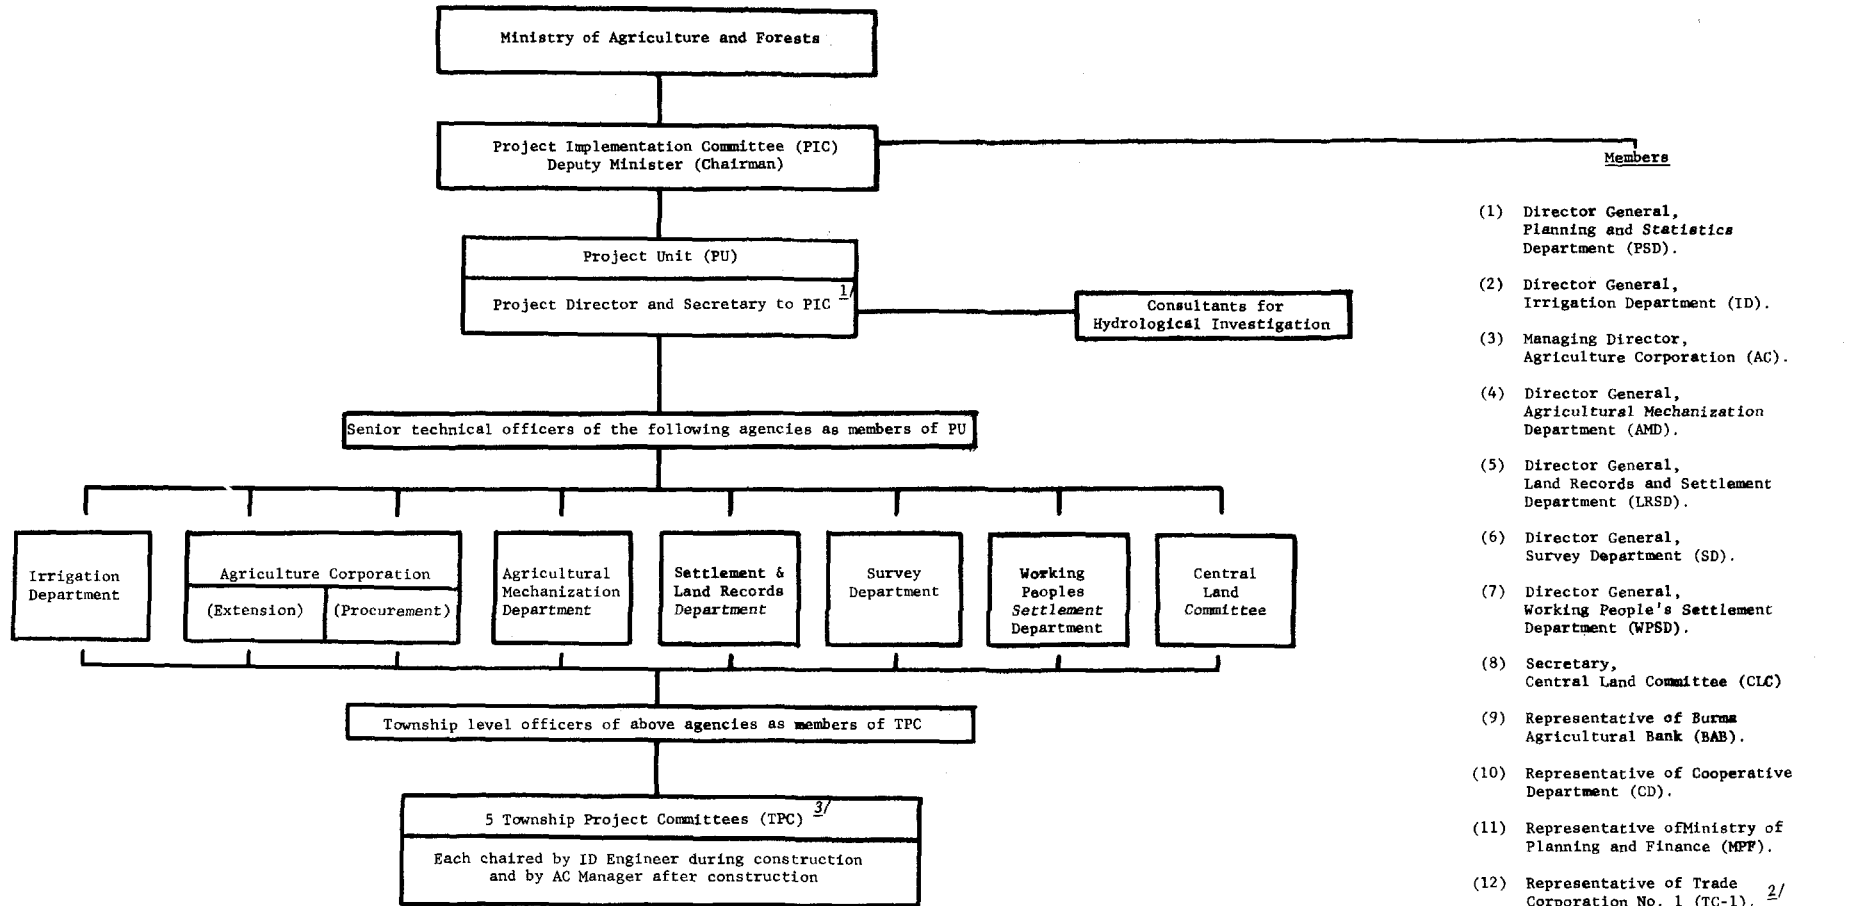 Ministry of Agriculture and Forests
Project Implementation Committee (PIC)
Deputy Minister (Chairman)
Project Unit (PU)
Project Director and Secretary to PIC 1/
Consultants for
Hydrological Investigation
Senior technical officers of the following agencies as members of PU
Irrigation
Department
Agriculture Corporation
(Extension)
(Procurement)
Agricultural
Mechanization
Department
Settlement &
Land Records
Department
Survey
Department
Working
Peoples
Settlement
Department
Central
Land
Committee
Township level officers of above agencies as members of TPC
5 Township Project Committees (TPC) 3/
Each chaired by ID Engineer during construction
and by AC Manager after construction
Members
(1) Director General,
Planning and Statistics
Department (PSD).
(2) Director General,
Irrigation Department (ID).
(3) Managing Director,
Agriculture Corporation (AC).
(4) Director General,
Agricultural Mechanization
Department (AMD).
(5) Director General,
Land Records and Settlement
Department (LRSD).
(6) Director General,
Survey Department (SD).
(7) Director General,
Working People's Settlement
Department (WPSD).
(8) Secretary,
Central Land Committee (CLC)
(9) Representative of Burma
Agricultural Bank (BAB).
(10) Representative of Cooperative
Department (CD).
(11) Representative ofMinistry of
Planning and Finance (MPF).
(12) Representative of Trade
Corporation No. 1 (TC-1). 2/